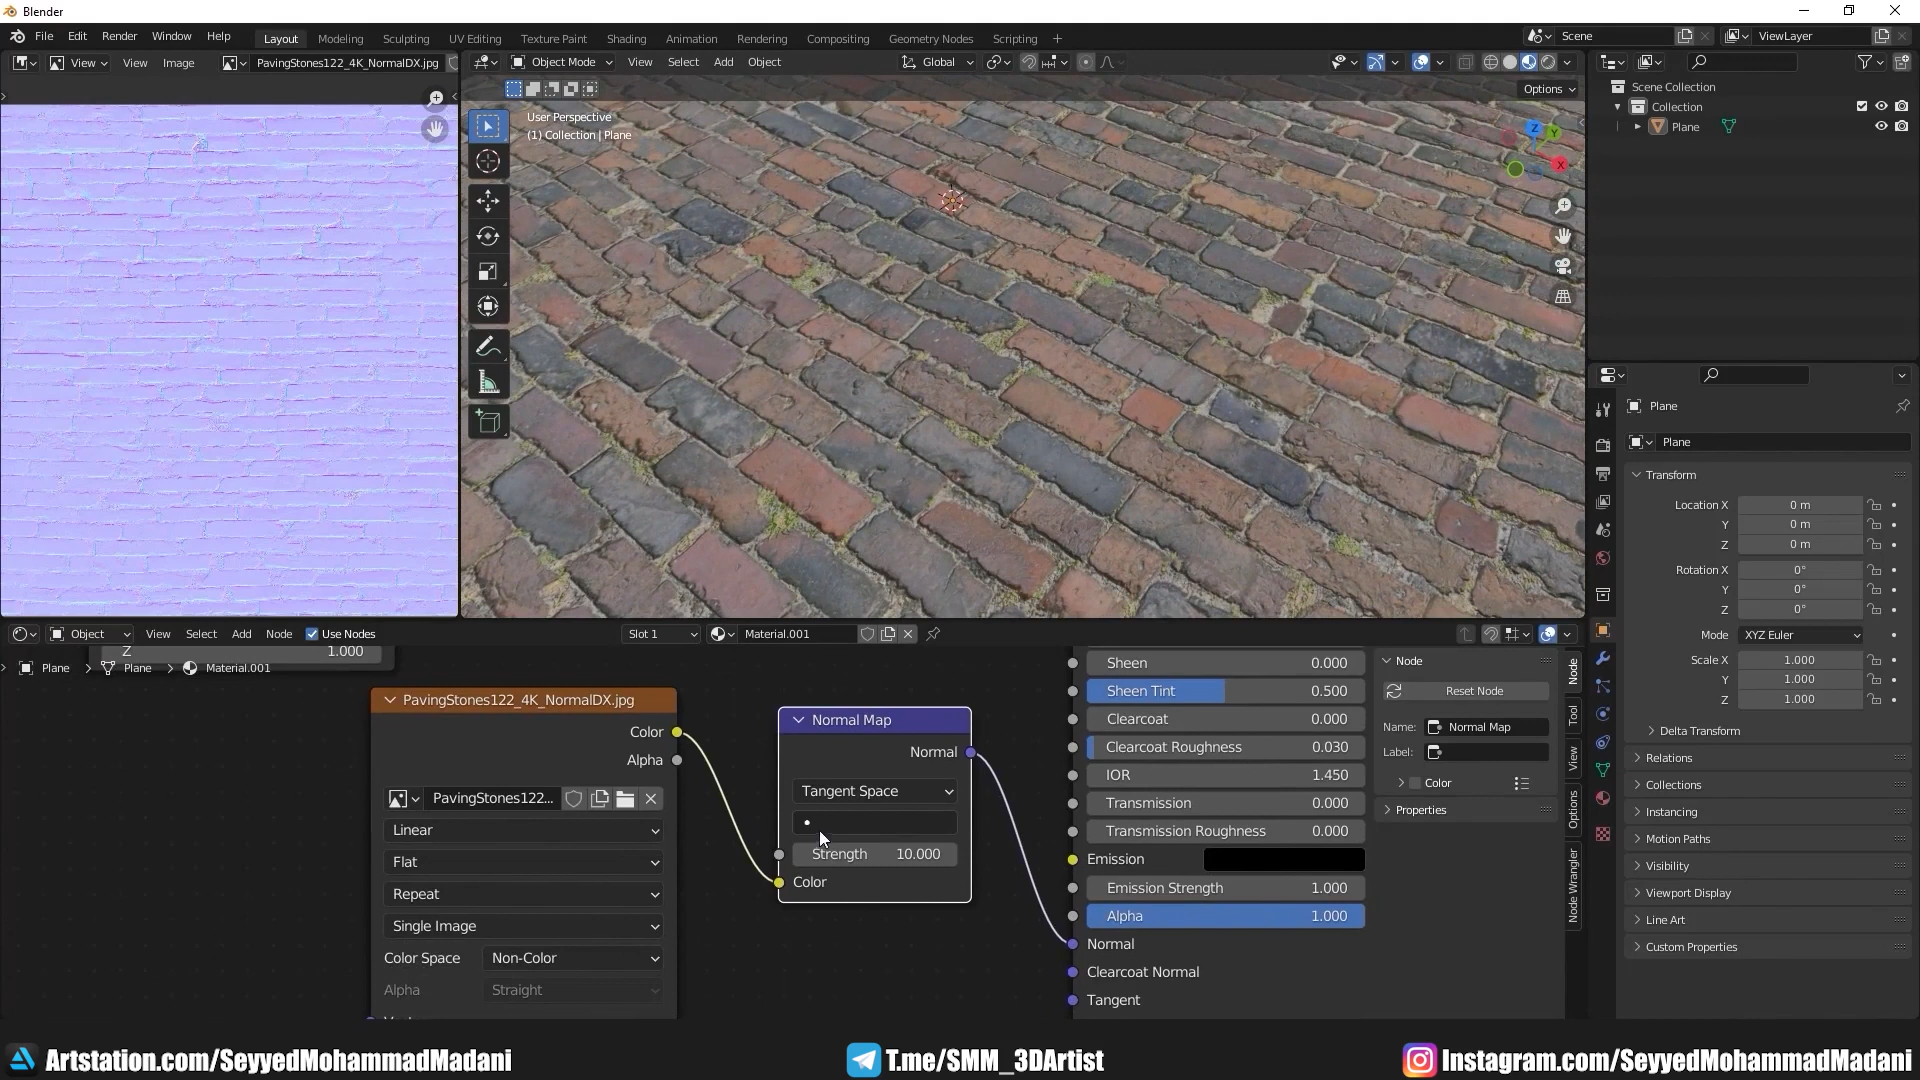 Blender
File Edit Render Window Help
Layout Modeling Sculpting UV Editing Texture Paint Shading Animation Rendering Compositing Geometry Nodes Scripting +
Scene
ViewLayer
View View Image PavingStones122_4K_NormalDX.jpg
Object Mode View Select Add Object
Global
Options
User Perspective
(1) Collection | Plane
Z
Y
X
Scene Collection
Collection
Plane
Plane
Plane
Transform
Location X 0 m
Y 0 m
Z 0 m
Rotation X 0°
Y 0°
Z 0°
Mode XYZ Euler
Scale X 1.000
Y 1.000
Z 1.000
Delta Transform
Relations
Collections
Instancing
Motion Paths
Visibility
Viewport Display
Line Art
Custom Properties
Object View Select Add Node Use Nodes
Slot 1 Material.001
Z 1.000
Plane > Plane > Material.001
PavingStones122_4K_NormalDX.jpg
Color
Alpha
PavingStones122...
Linear
Flat
Repeat
Single Image
Color Space Non-Color
Alpha Straight
Normal Map
Normal
Tangent Space
Strength 10.000
Color
Sheen 0.000
Sheen Tint 0.500
Clearcoat 0.000
Clearcoat Roughness 0.030
IOR 1.450
Transmission 0.000
Transmission Roughness 0.000
Emission
Emission Strength 1.000
Alpha 1.000
Normal
Clearcoat Normal
Tangent
Node
Reset Node
Name: Normal Map
Label:
Color
Properties
Node
Tool
View
Options
Node Wrangler
Artstation.com/SeyyedMohammadMadani
T.me/SMM_3DArtist
Instagram.com/SeyyedMohammadMadani